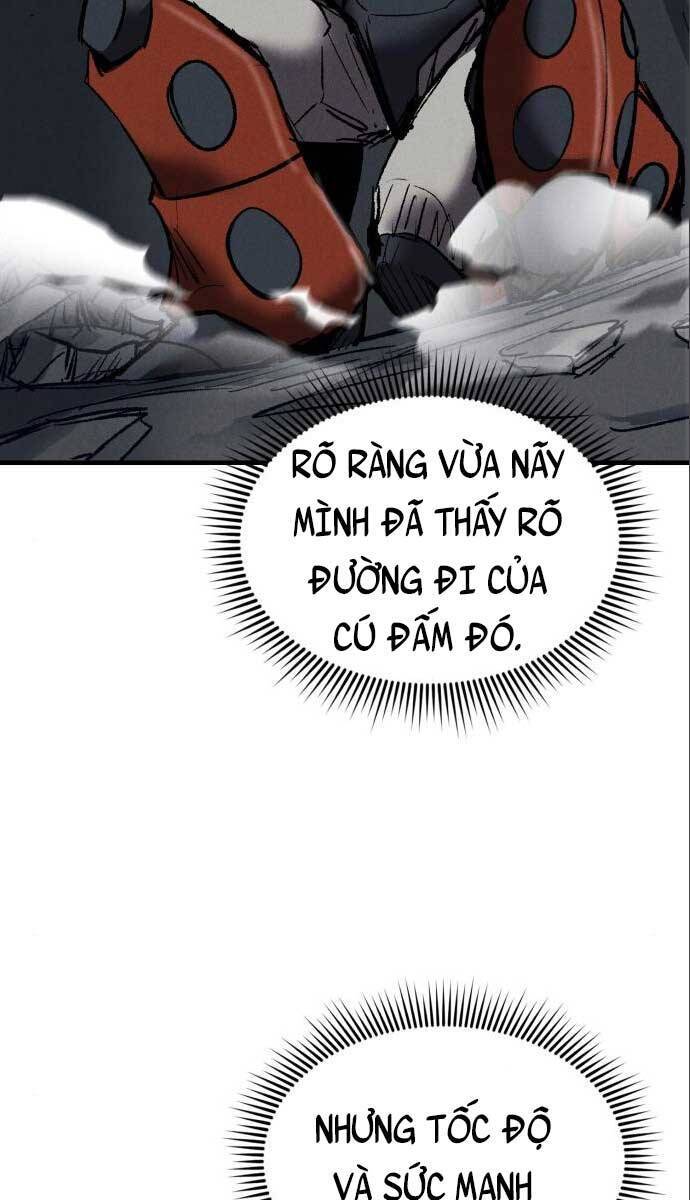 RÕ RÀNG VỪA NÃY
MÌNH ĐÃ THẤY RÕ
ĐƯỜNG ĐI CỦA
CÚ ĐẤM ĐÓ.
NHƯNG TỐC ĐỘ
VÀ SỨC MẠNH